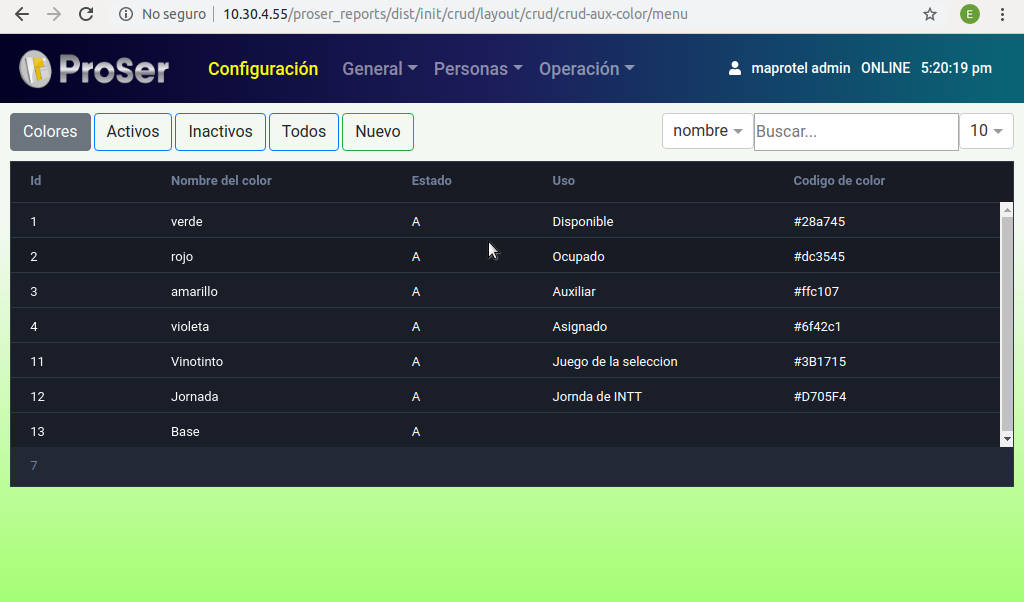 No seguro 10.30.4.55/proser_reports/dist/init/crud/layout/crud/crud-aux-color/menu E
ProSer Configuración General Personas Operación maprotel admin ONLINE 5:20:19 pm
Colores Activos Inactivos Todos Nuevo nombre Buscar... 10
Id Nombre del color Estado Uso Codigo de color
1 verde A Disponible #28a745
2 rojo A Ocupado #dc3545
3 amarillo A Auxiliar #ffc107
4 violeta A Asignado #6f42c1
11 Vinotinto A Juego de la seleccion #3B1715
12 Jornada A Jornda de INTT #D705F4
13 Base A
7